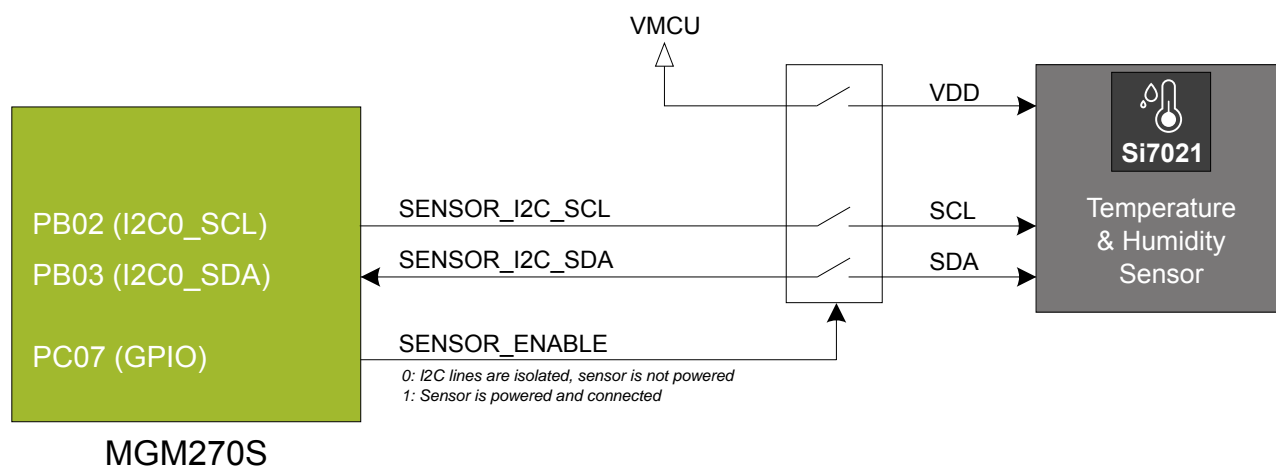 VMCU
VDD
Si7021
PB02 (I2C0_SCL)
SENSOR_I2C_SCL
SCL
Temperature
& Humidity
Sensor
PB03 (I2C0_SDA)
SENSOR_I2C_SDA
SDA
PC07 (GPIO)
SENSOR_ENABLE
0: I2C lines are isolated, sensor is not powered
1: Sensor is powered and connected
MGM270S